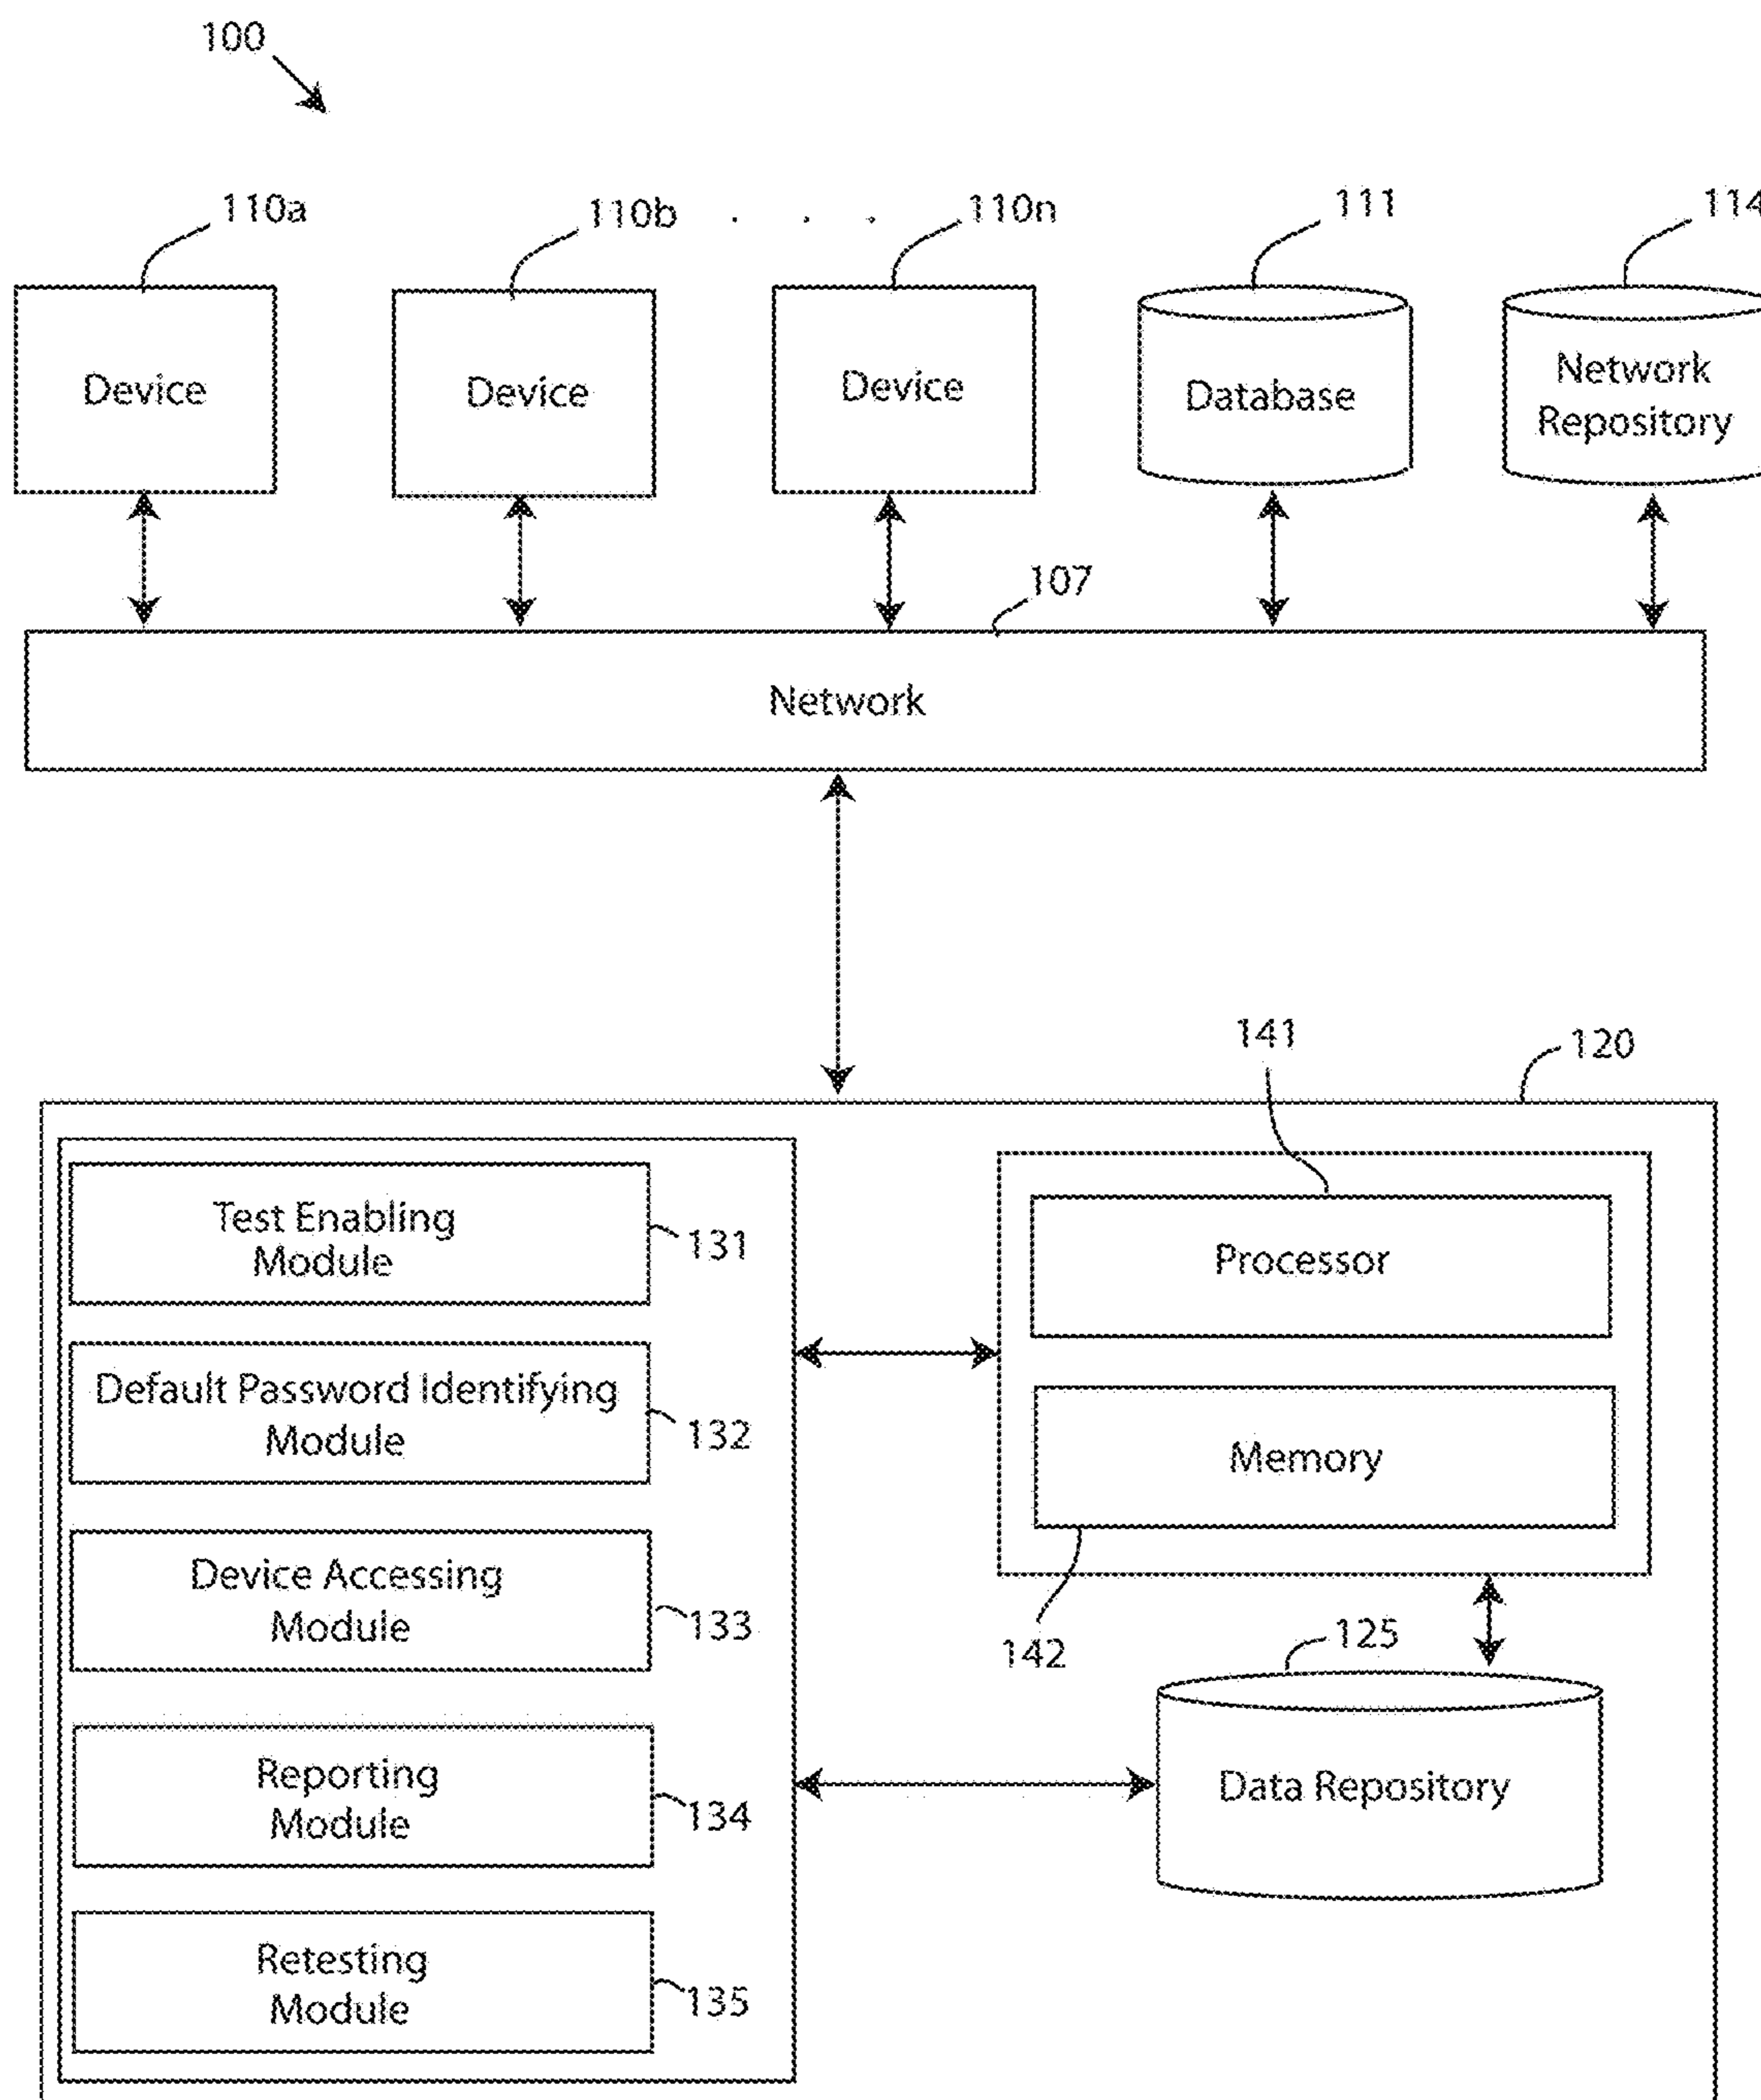 100
110a
110b . . . 110n
111
114
Device
Device
Device
Database
Network
Repository
107
Network
141
120
Test Enabling
Module
131
Processor
Default Password Identifying
Module
132
Memory
Device Accessing
Module
133
142
125
Reporting
Module
134
Data Repository
Retesting
Module
135